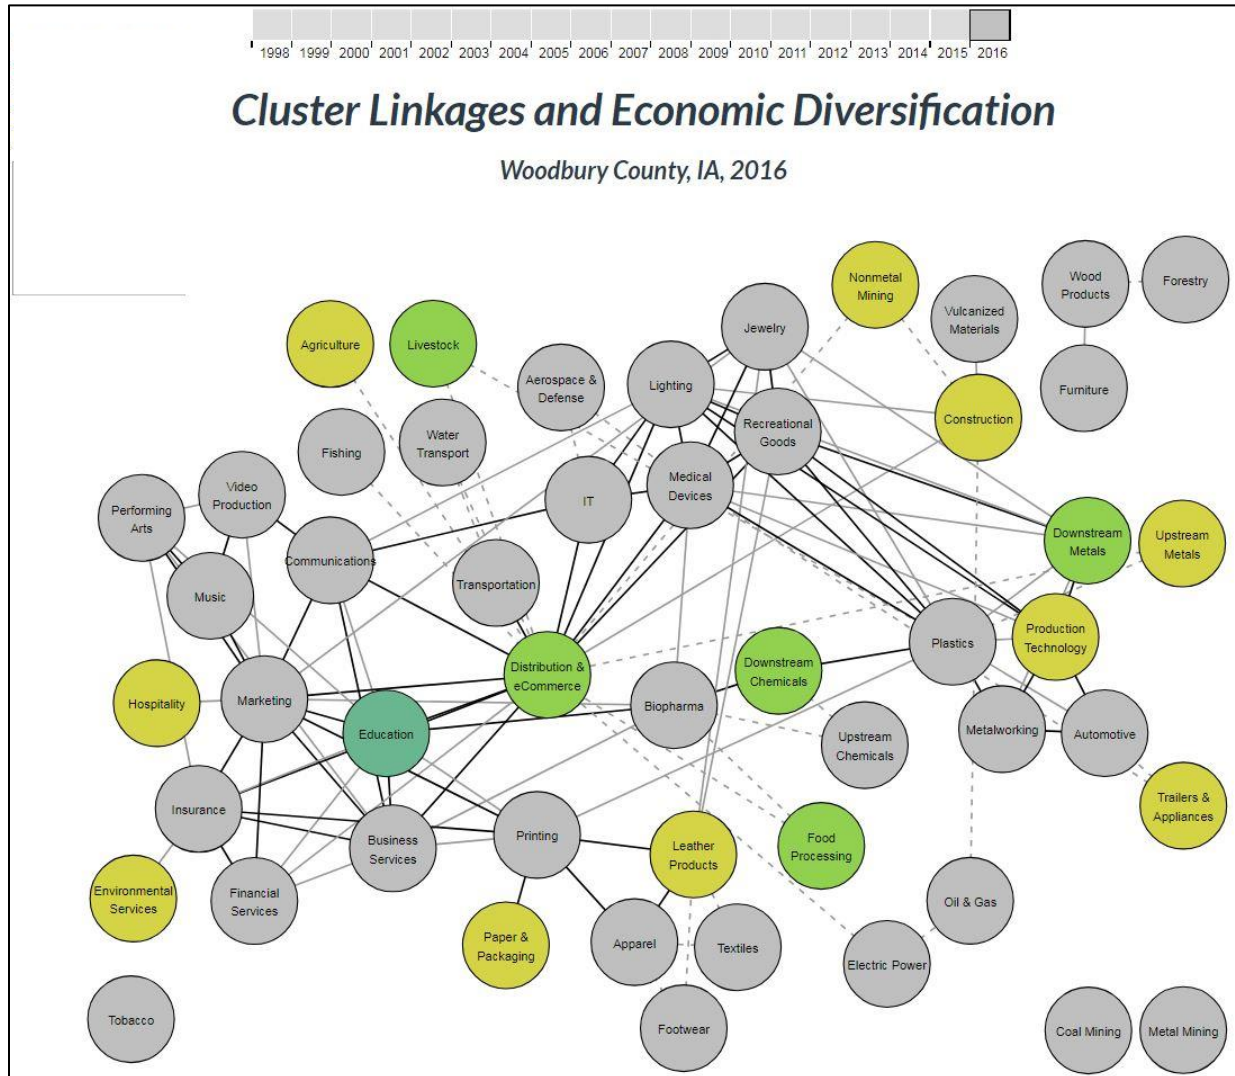 1998 1999 2000 2001 2002 2003 2004 2005 2006 2007 2008 2009 2010 2011 2012 2013 2014 2015 2016
Cluster Linkages and Economic Diversification
Woodbury County, IA, 2016
Nonmetal
Mining
Wood
Products
Forestry
Vulcanized
Materials
Jewelry
Agriculture
Livestock
Aerospace &
Defense
Lighting
Furniture
Recreational
Goods
Construction
Fishing
Water
Transport
Medical
Devices
IT
Video
Production
Performing
Arts
Communications
Downstream
Metals
Upstream
Metals
Transportation
Music
Production
Technology
Plastics
Distribution &
eCommerce
Downstream
Chemicals
Marketing
Hospitality
Biopharma
Education
Upstream
Chemicals
Metalworking
Automotive
Trailers &
Appliances
Insurance
Business
Services
Printing
Leather
Products
Food
Processing
Environmental
Services
Financial
Services
Oil & Gas
Paper &
Packaging
Apparel
Textiles
Electric Power
Tobacco
Footwear
Coal Mining
Metal Mining